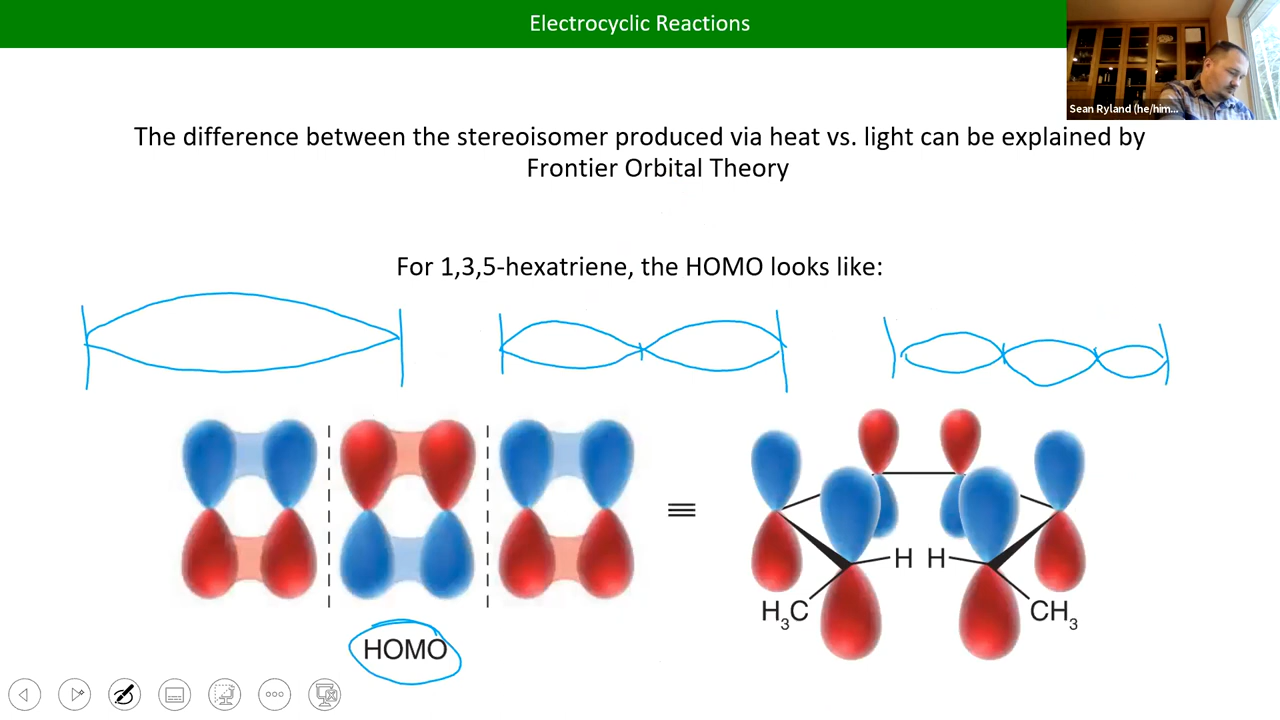 Electrocyclic Reactions
Sean Ryland (he/him...
The difference between the stereoisomer produced via heat vs. light can be explained by
Frontier Orbital Theory
For 1,3,5-hexatriene, the HOMO looks like:
≡
H H
H₃C CH₃
HOMO